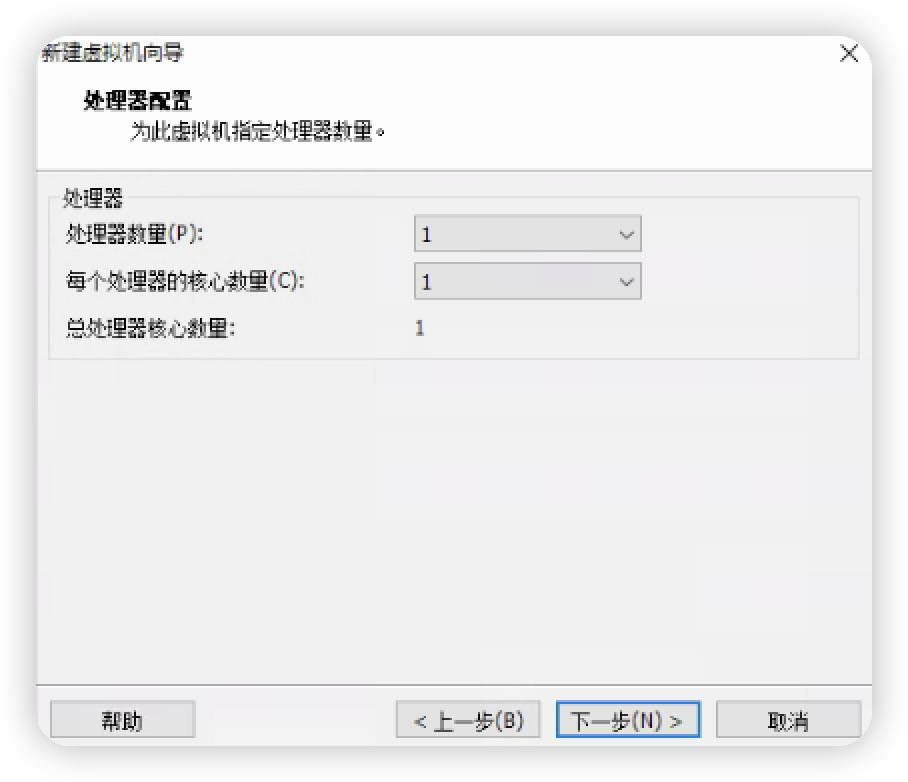 新建虚拟机向导
处理器配置
为此虚拟机指定处理器数量。
处理器
处理器数量(P): 1
每个处理器的核心数量(C): 1
总处理器核心数量: 1
帮助 < 上一步(B) 下一步(N) > 取消